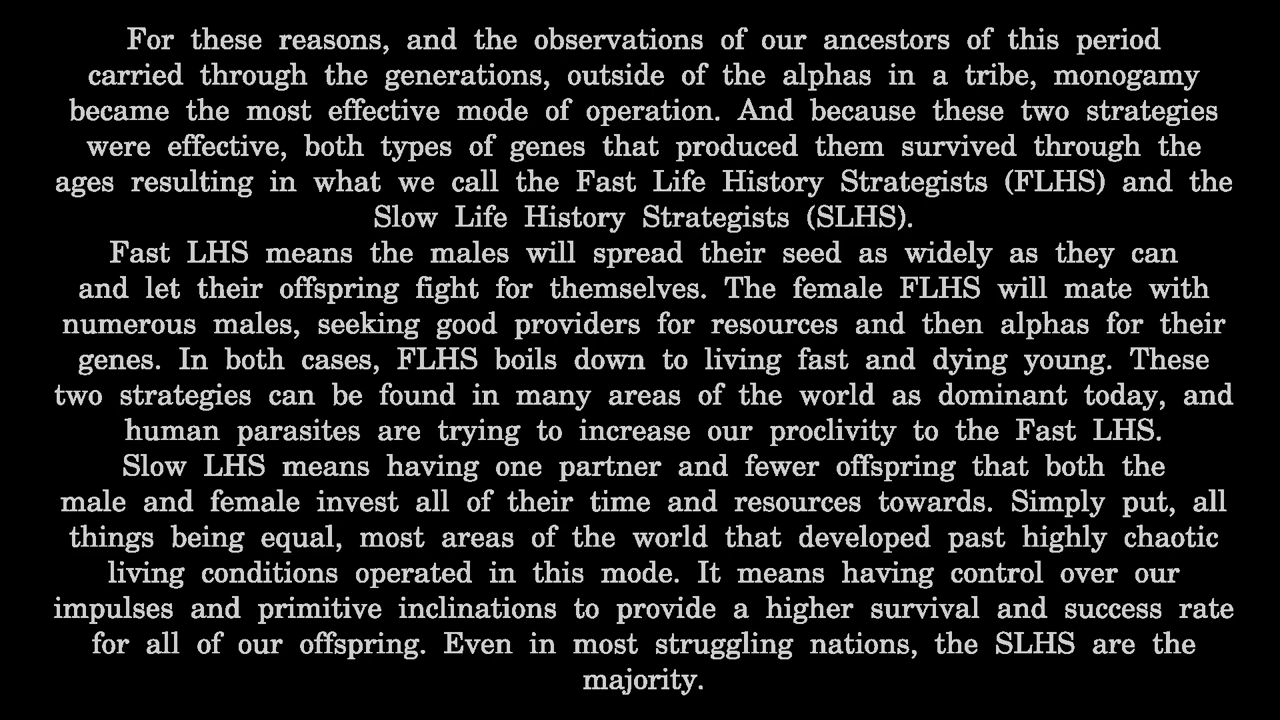 For these reasons, and the observations of our ancestors of this period
carried through the generations, outside of the alphas in a tribe, monogamy
became the most effective mode of operation. And because these two strategies
were effective, both types of genes that produced them survived through the
ages resulting in what we call the Fast Life History Strategists (FLHS) and the
Slow Life History Strategists (SLHS).
Fast LHS means the males will spread their seed as widely as they can
and let their offspring fight for themselves. The female FLHS will mate with
numerous males, seeking good providers for resources and then alphas for their
genes. In both cases, FLHS boils down to living fast and dying young. These
two strategies can be found in many areas of the world as dominant today, and
human parasites are trying to increase our proclivity to the Fast LHS.
Slow LHS means having one partner and fewer offspring that both the
male and female invest all of their time and resources towards. Simply put, all
things being equal, most areas of the world that developed past highly chaotic
living conditions operated in this mode. It means having control over our
impulses and primitive inclinations to provide a higher survival and success rate
for all of our offspring. Even in most struggling nations, the SLHS are the
majority.